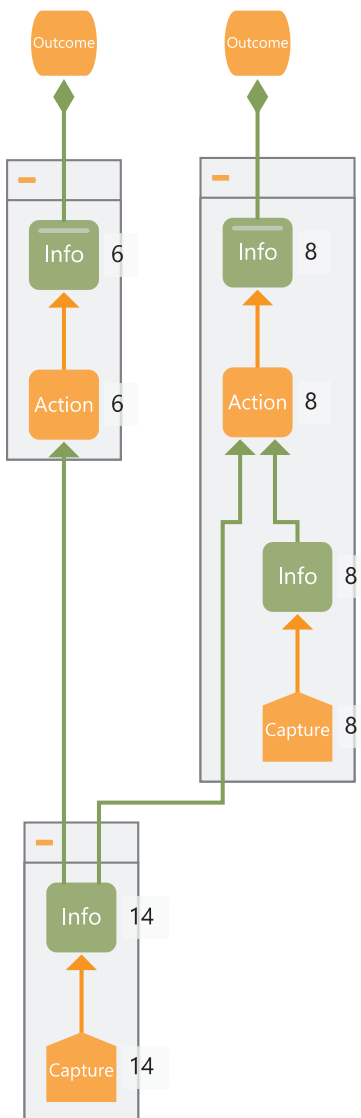 Outcome
Outcome
Info 6
Info 8
Action 6
Action 8
Info 8
Capture 8
Info 14
Capture 14